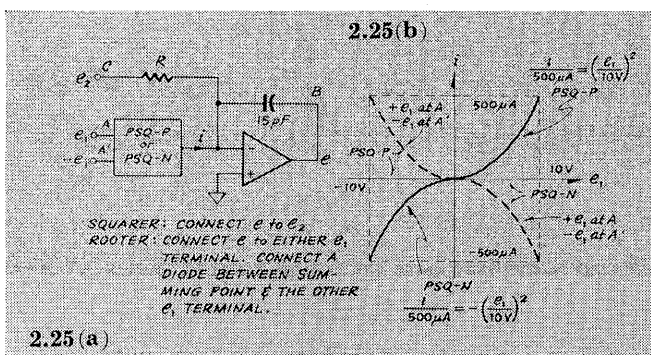 2.25(b)
e₂ C
R
B
15pF
e₁ A
-e₁ A'
PSQ-P
or
PSQ-N
i
-
+
e
SQUARER: CONNECT e to e₂
ROOTER: CONNECT e to EITHER e₁
TERMINAL. CONNECT A
DIODE BETWEEN SUM-
MING POINT & THE OTHER
e₁ TERMINAL.
2.25(a)
i
i/500µA = (e₁/10V)²
PSQ-P
500µA
+e₁ at A
-e₁ at A'
PSQ-P
-10V
10V
e₁
PSQ-N
+e₁ at A
-e₁ at A'
-500µA
PSQ-N
i/500µA = -(e₁/10V)²